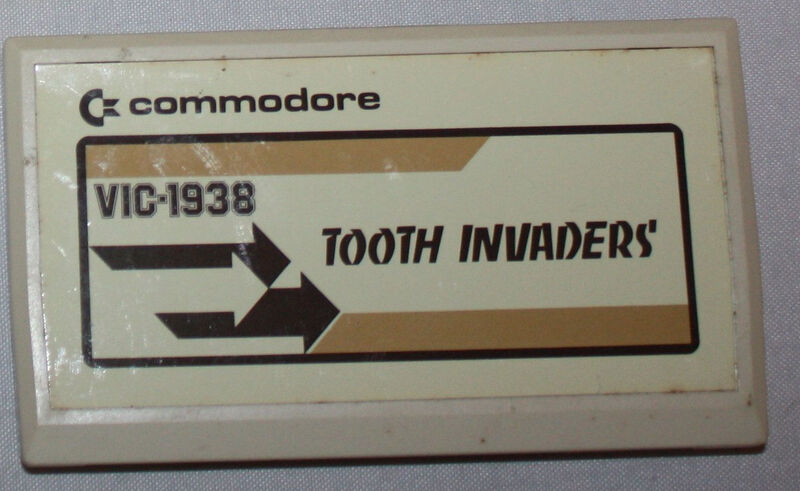 commodore
VIC-1938
TOOTH INVADERS